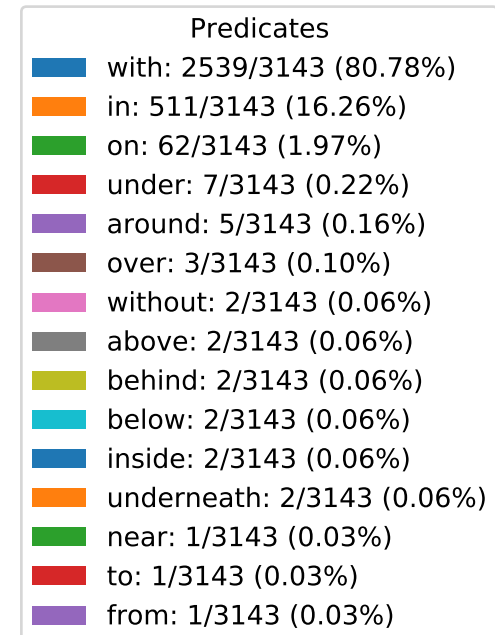 Predicates
with: 2539/3143 (80.78%)
in: 511/3143 (16.26%)
on: 62/3143 (1.97%)
under: 7/3143 (0.22%)
around: 5/3143 (0.16%)
over: 3/3143 (0.10%)
without: 2/3143 (0.06%)
above: 2/3143 (0.06%)
behind: 2/3143 (0.06%)
below: 2/3143 (0.06%)
inside: 2/3143 (0.06%)
underneath: 2/3143 (0.06%)
near: 1/3143 (0.03%)
to: 1/3143 (0.03%)
from: 1/3143 (0.03%)